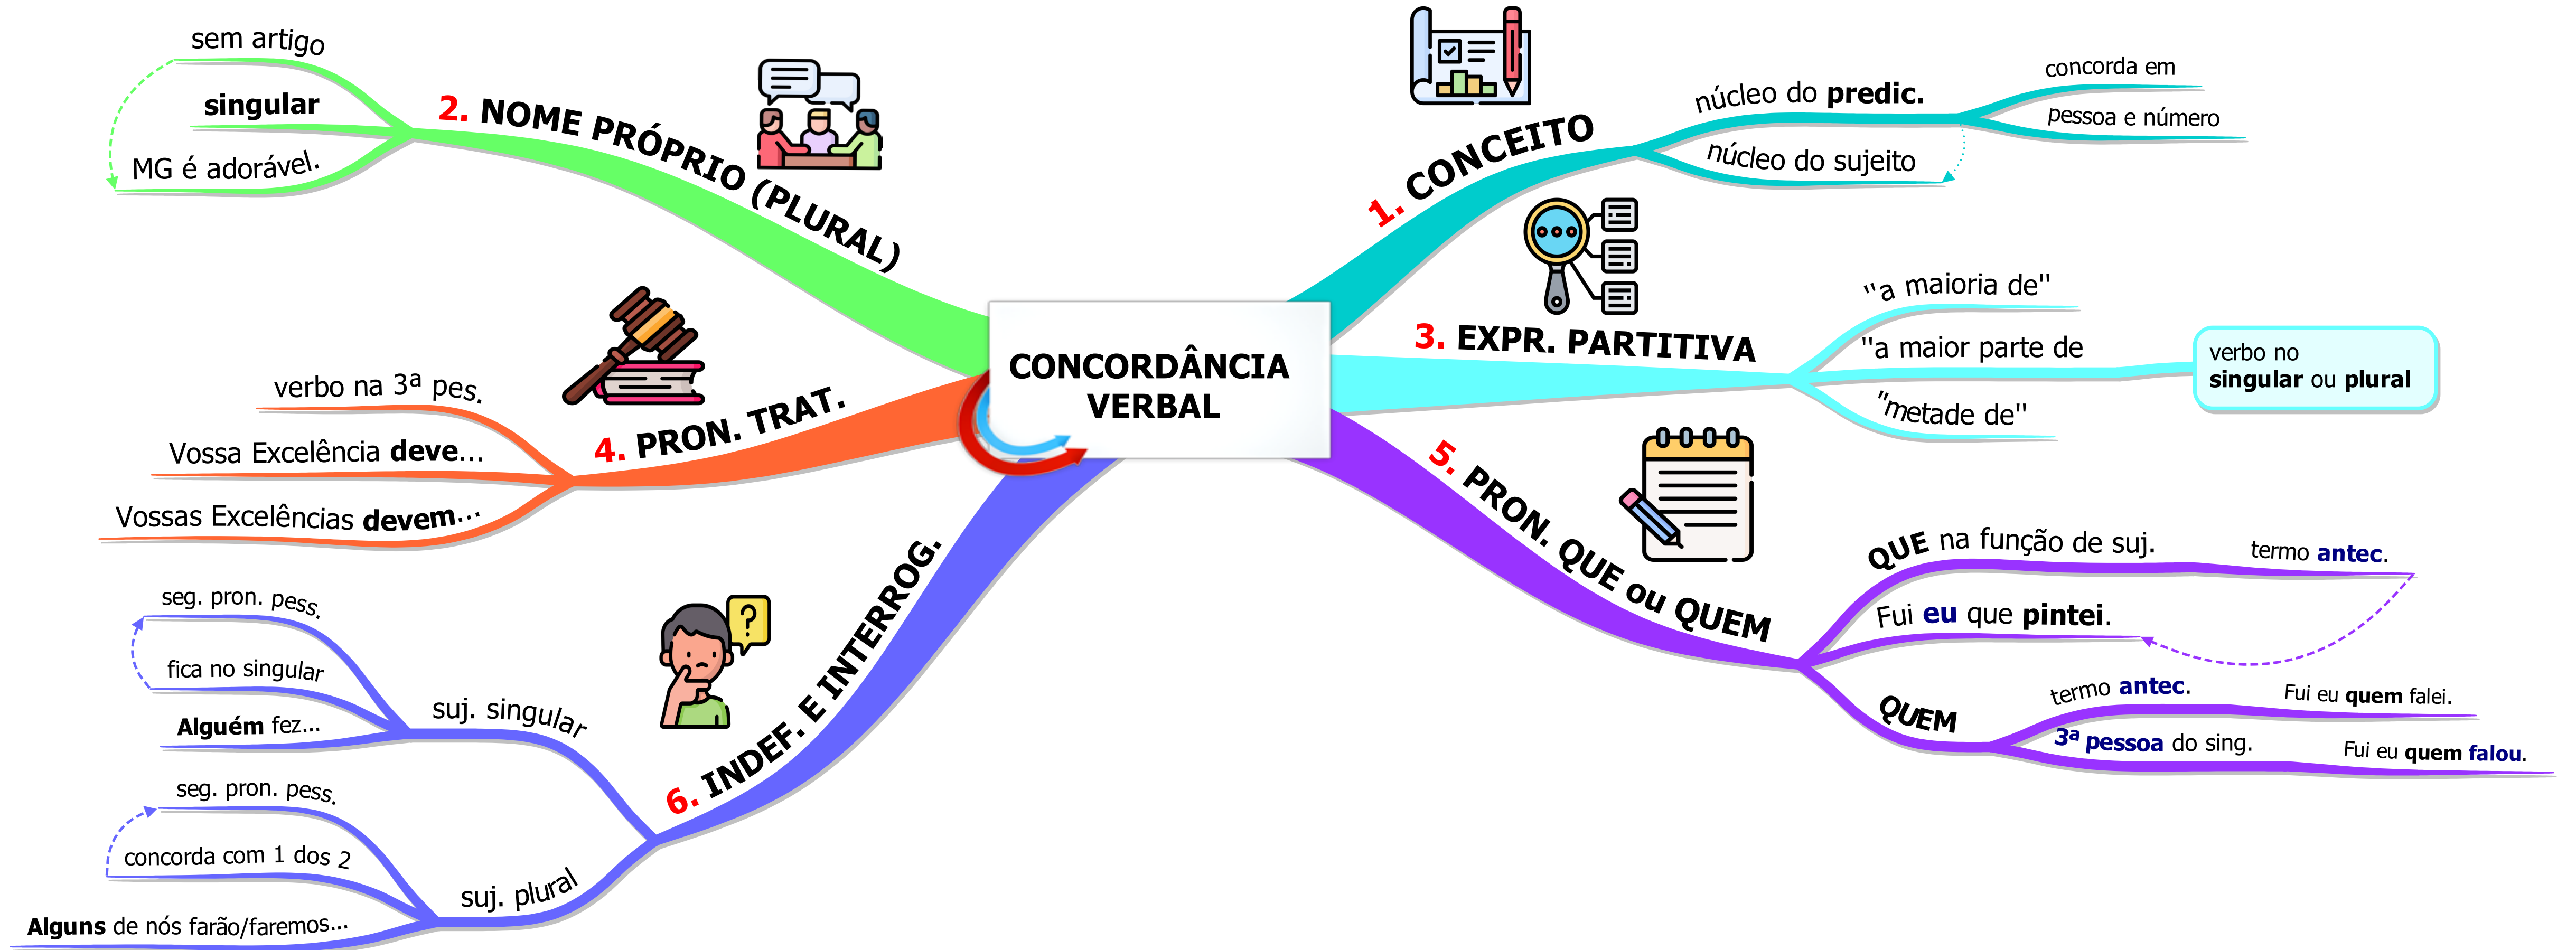 CONCORDÂNCIA
VERBAL
1. CONCEITO
núcleo do predic.
concorda em
pessoa e número
núcleo do sujeito
2. NOME PRÓPRIO (PLURAL)
sem artigo
singular
MG é adorável.
3. EXPR. PARTITIVA
"a maioria de"
"a maior parte de
"metade de"
verbo no
singular ou plural
4. PRON. TRAT.
verbo na 3ª pes.
Vossa Excelência deve...
Vossas Excelências devem...
5. PRON. QUE ou QUEM
QUE na função de suj.
termo antec.
Fui eu que pintei.
QUEM
termo antec.
Fui eu quem falei.
3ª pessoa do sing.
Fui eu quem falou.
6. INDEF. E INTERROG.
?
suj. singular
seg. pron. pess.
fica no singular
Alguém fez...
suj. plural
seg. pron. pess.
concorda com 1 dos 2
Alguns de nós farão/faremos...